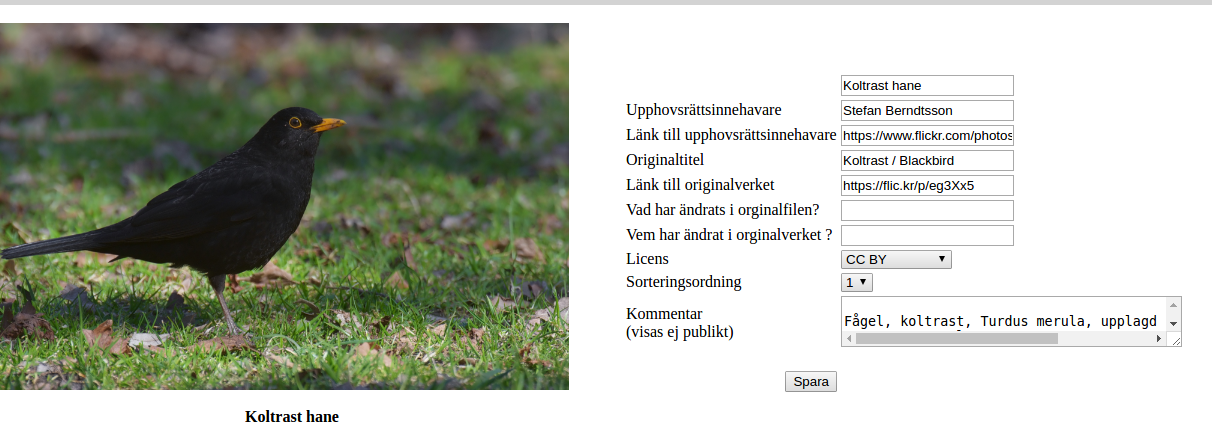 Koltrast hane
Upphovsrättsinnehavare Stefan Berndtsson
Länk till upphovsrättsinnehavare https://www.flickr.com/photos
Originaltitel Koltrast / Blackbird
Länk till originalverket https://flic.kr/p/eg3Xx5
Vad har ändrats i orginalfilen?
Vem har ändrat i orginalverket ?
Licens CC BY
Sorteringsordning 1
Kommentar
(visas ej publikt)
Fågel, koltrast, Turdus merula, upplagd
Spara
Koltrast hane